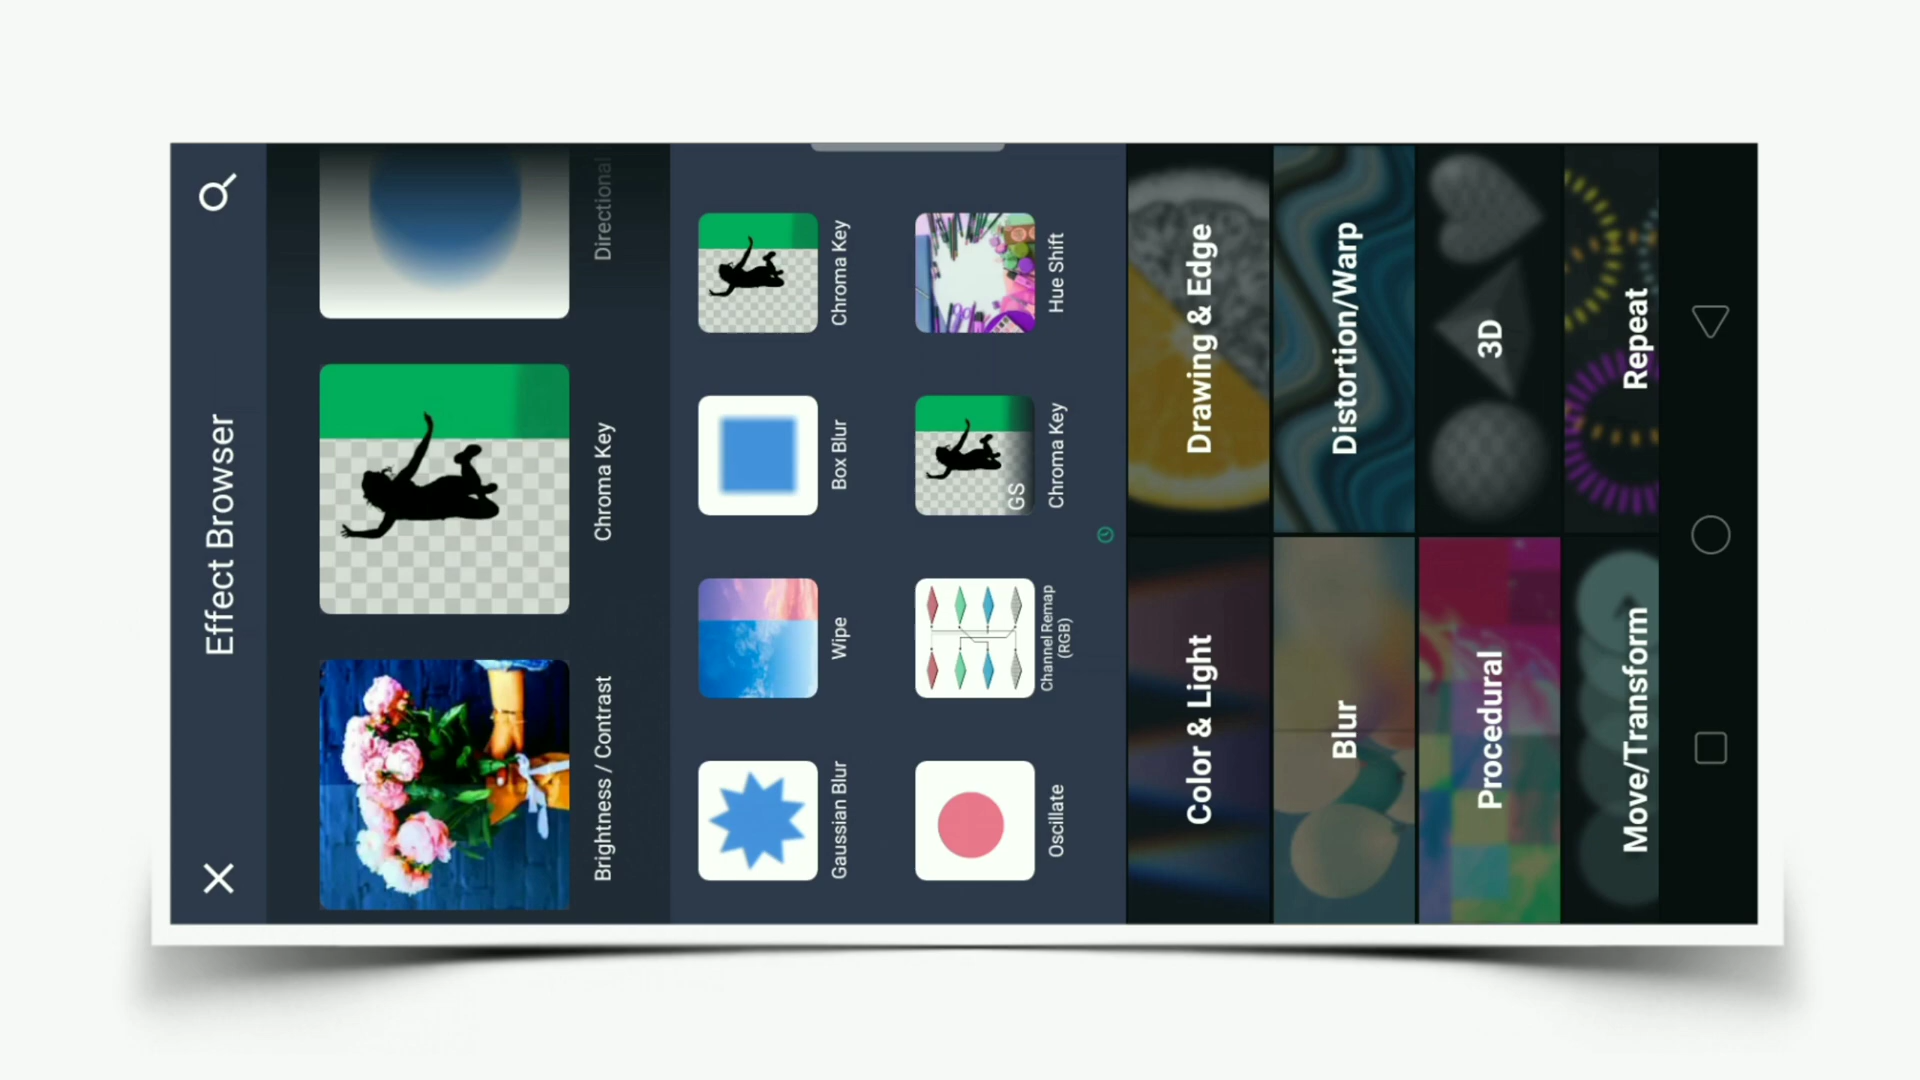 Effect Browser
Brightness / Contrast
Chroma Key
Directional
Gaussian Blur
Wipe
Box Blur
Chroma Key
Oscillate
Channel Remap
(RGB)
GS
Chroma Key
Hue Shift
Color & Light
Drawing & Edge
Blur
Distortion/Warp
Procedural
3D
Move/Transform
Repeat